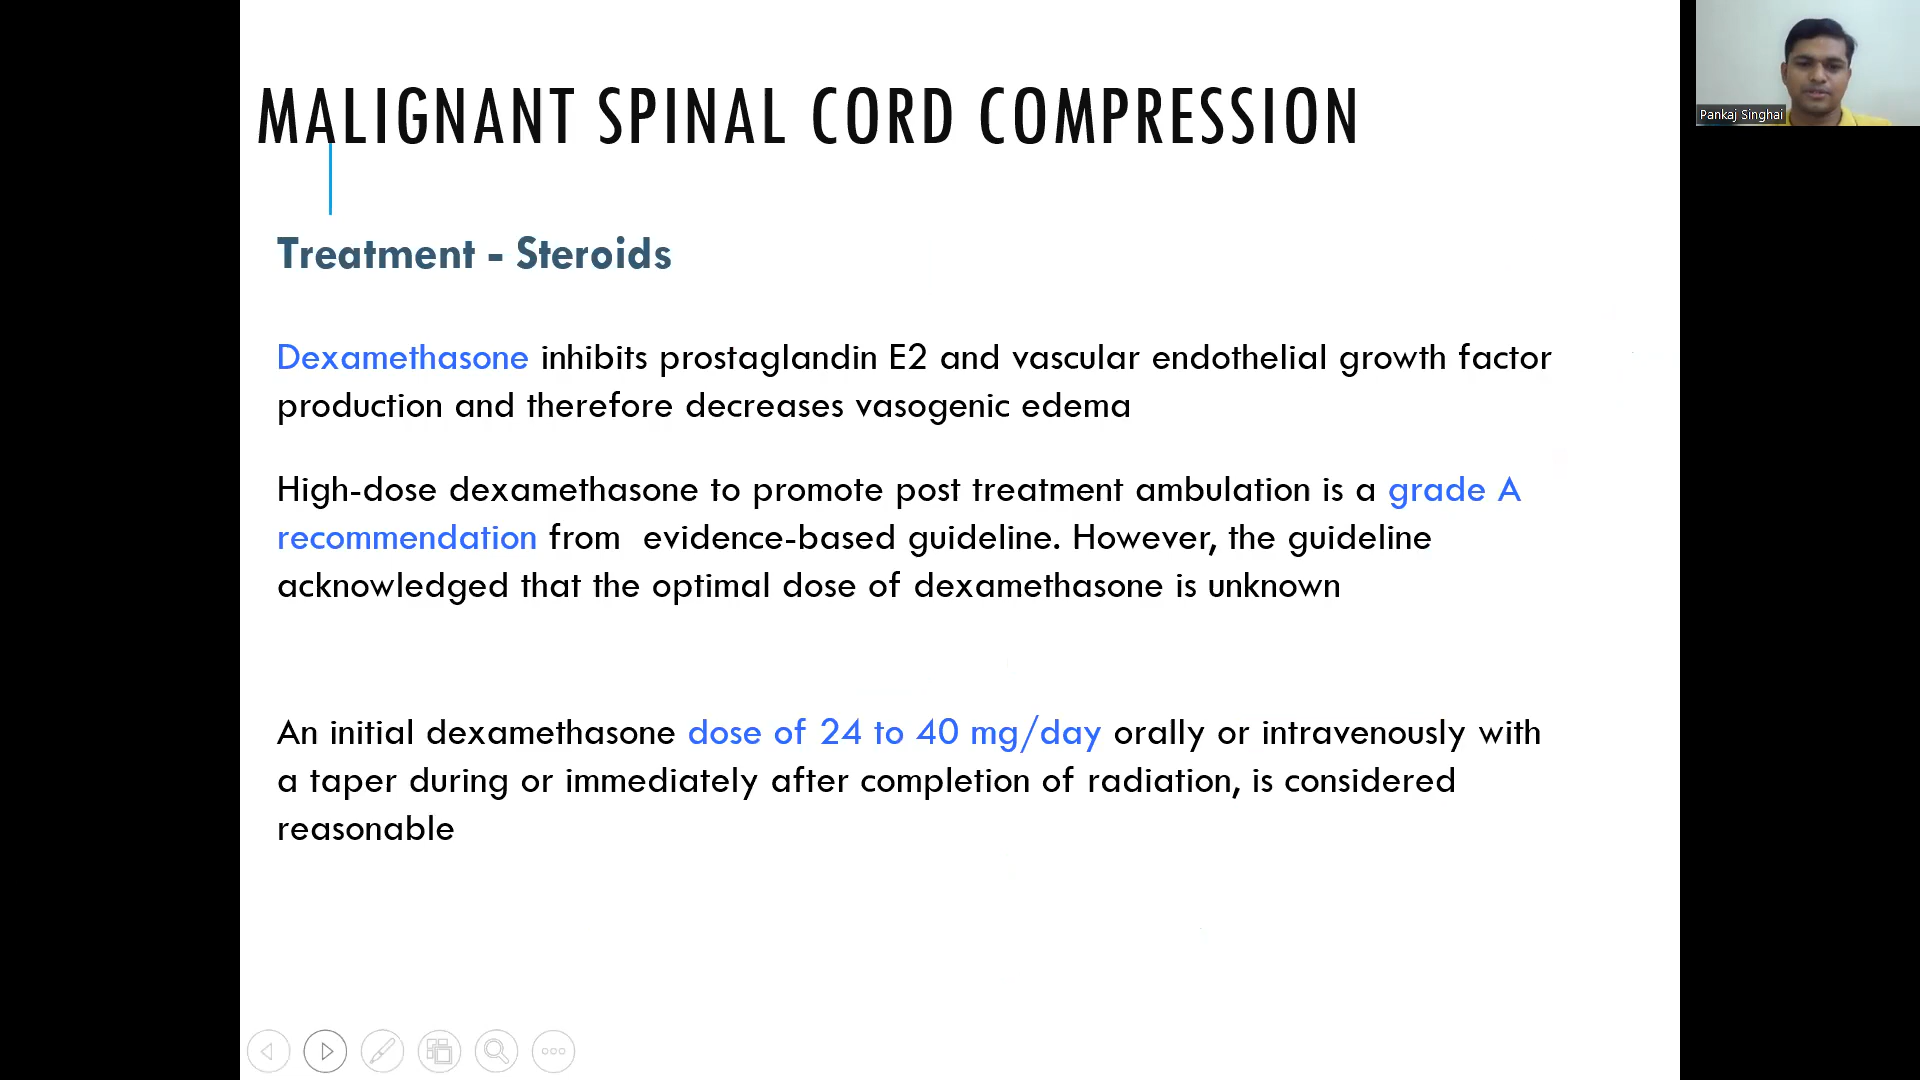 MALIGNANT SPINAL CORD COMPRESSION
Pankaj Singhai
Treatment - Steroids
Dexamethasone inhibits prostaglandin E2 and vascular endothelial growth factor
production and therefore decreases vasogenic edema
High-dose dexamethasone to promote post treatment ambulation is a grade A
recommendation from  evidence-based guideline. However, the guideline
acknowledged that the optimal dose of dexamethasone is unknown
An initial dexamethasone dose of 24 to 40 mg/day orally or intravenously with
a taper during or immediately after completion of radiation, is considered
reasonable